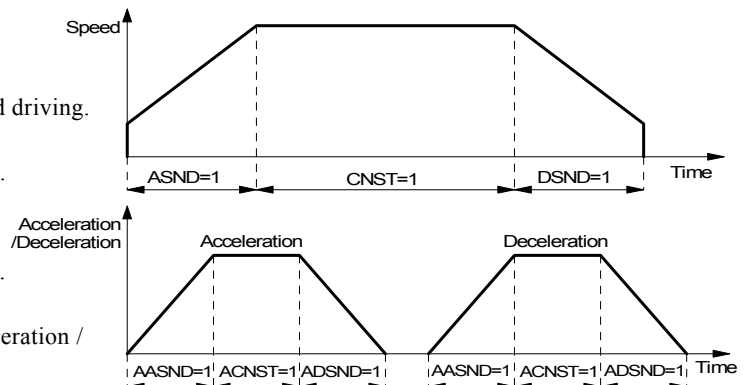 Speed
d driving.
ASND=1 CNST=1 DSND=1 Time
.
Acceleration
/Deceleration
Acceleration Deceleration
.
eration /
AASND=1 ACNST=1 ADSND=1 AASND=1 ACNST=1 ADSND=1 Time